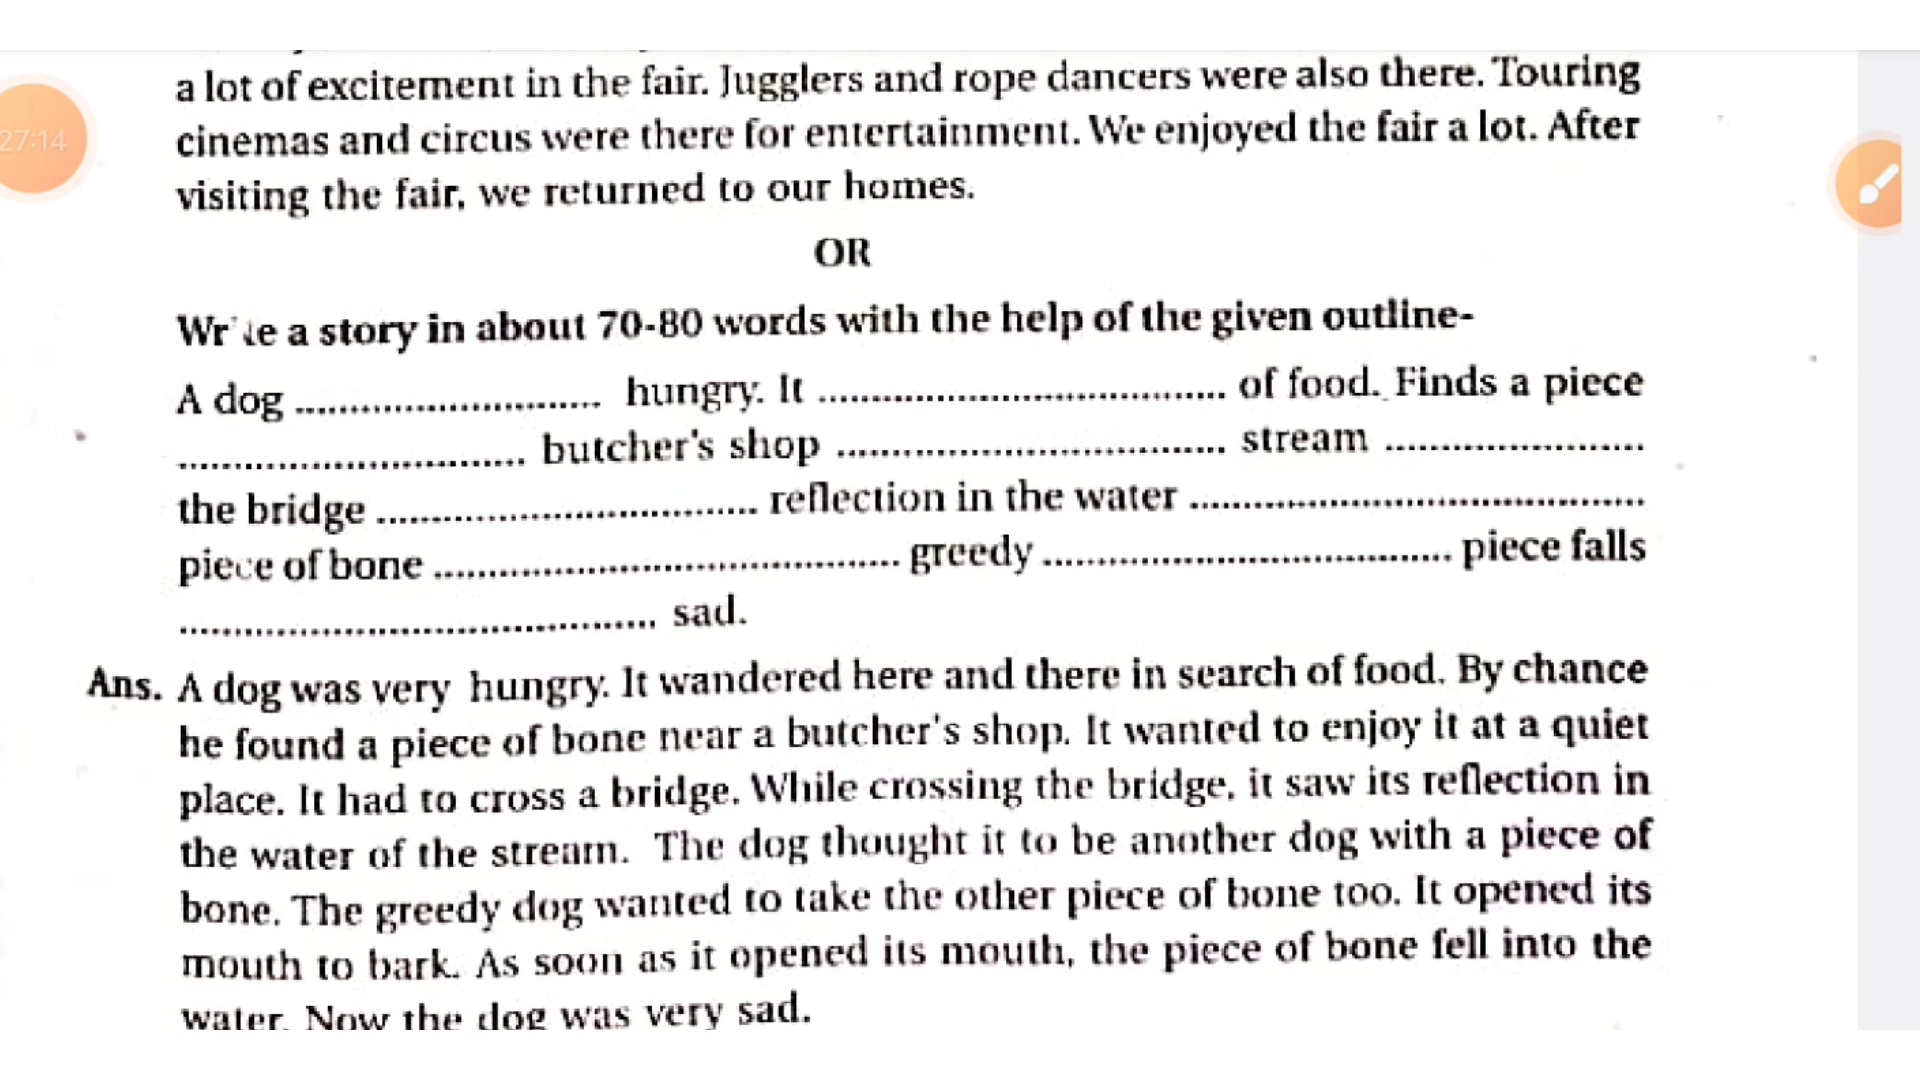 27:14
a lot of excitement in the fair. Jugglers and rope dancers were also there. Touring
cinemas and circus were there for entertainment. We enjoyed the fair a lot. After
visiting the fair, we returned to our homes.
OR
Wr te a story in about 70-80 words with the help of the given outline-
A dog ............................ hungry. It ...................................... of food. Finds a piece
................................ butcher's shop .................................... stream ........................
the bridge ................................... reflection in the water ..........................................
piece of bone ........................................... greedy ...................................... piece falls
............................................ sad.
Ans. A dog was very hungry. It wandered here and there in search of food. By chance
he found a piece of bone near a butcher's shop. It wanted to enjoy it at a quiet
place. It had to cross a bridge. While crossing the bridge, it saw its reflection in
the water of the stream. The dog thought it to be another dog with a piece of
bone. The greedy dog wanted to take the other piece of bone too. It opened its
mouth to bark. As soon as it opened its mouth, the piece of bone fell into the
water. Now the dog was very sad.